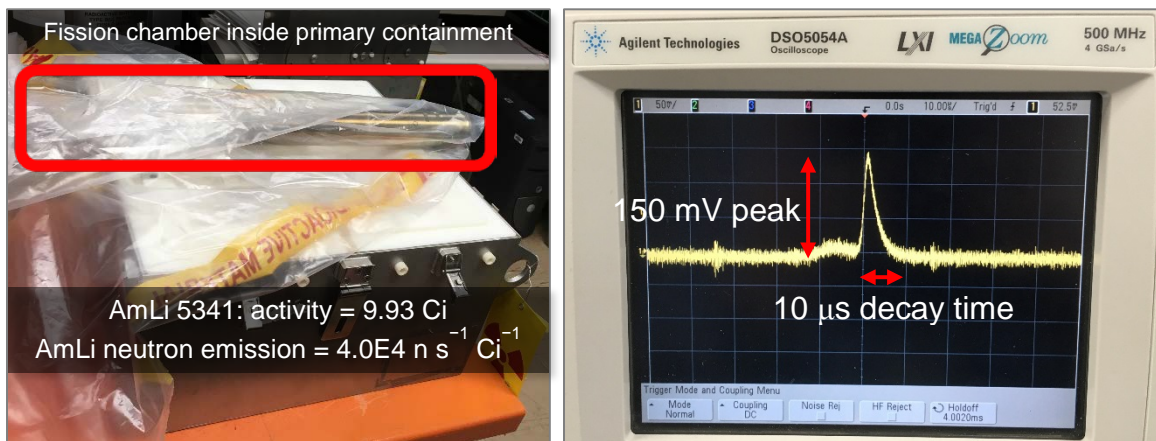 Fission chamber inside primary containment
RADIOACTIVE MATERIAL
AmLi 5341: activity = 9.93 Ci
AmLi neutron emission = 4.0E4 n s⁻¹ Ci⁻¹
Agilent Technologies
DSO5054A
Oscilloscope
LXI
MEGA Zoom
500 MHz
4 GSa/s
1 50mV/ 2 3 4 0.0s 10.00μs/ Trig'd 1 52.5mV
150 mV peak
10 μs decay time
Trigger Mode and Coupling Menu
Mode
Normal
Coupling
DC
Noise Rej
HF Reject
Holdoff
4.0020ms